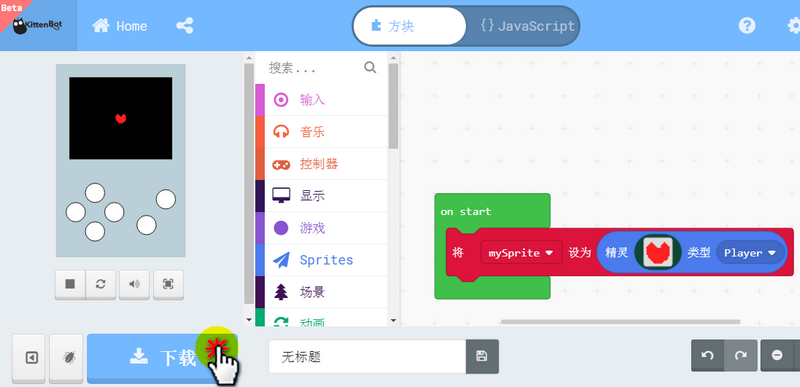 Beta
KittenBot
Home
方块
{} JavaScript
搜索...
输入
音乐
控制器
显示
游戏
Sprites
场景
动画
on start
将 mySprite 设为 精灵 类型 Player
下载
无标题